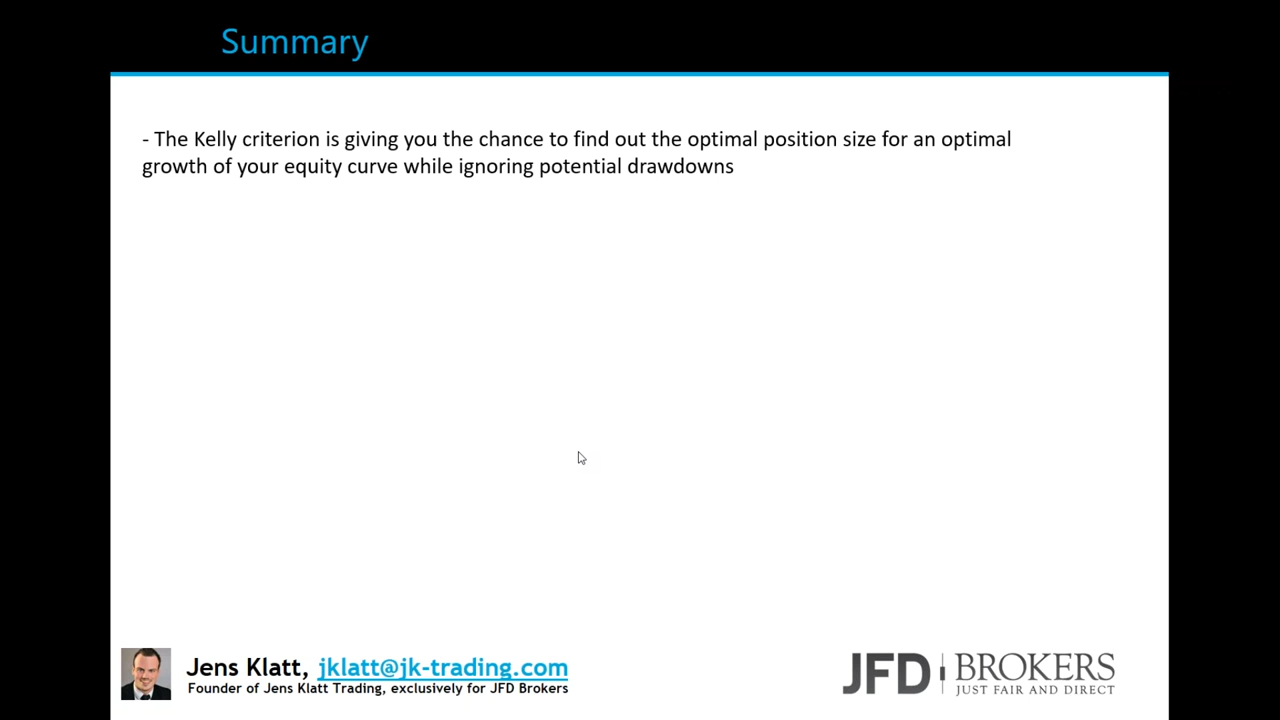 Summary
- The Kelly criterion is giving you the chance to find out the optimal position size for an optimal
growth of your equity curve while ignoring potential drawdowns
Jens Klatt, jklatt@jk-trading.com
Founder of Jens Klatt Trading, exclusively for JFD Brokers
JFD BROKERS
JUST FAIR AND DIRECT